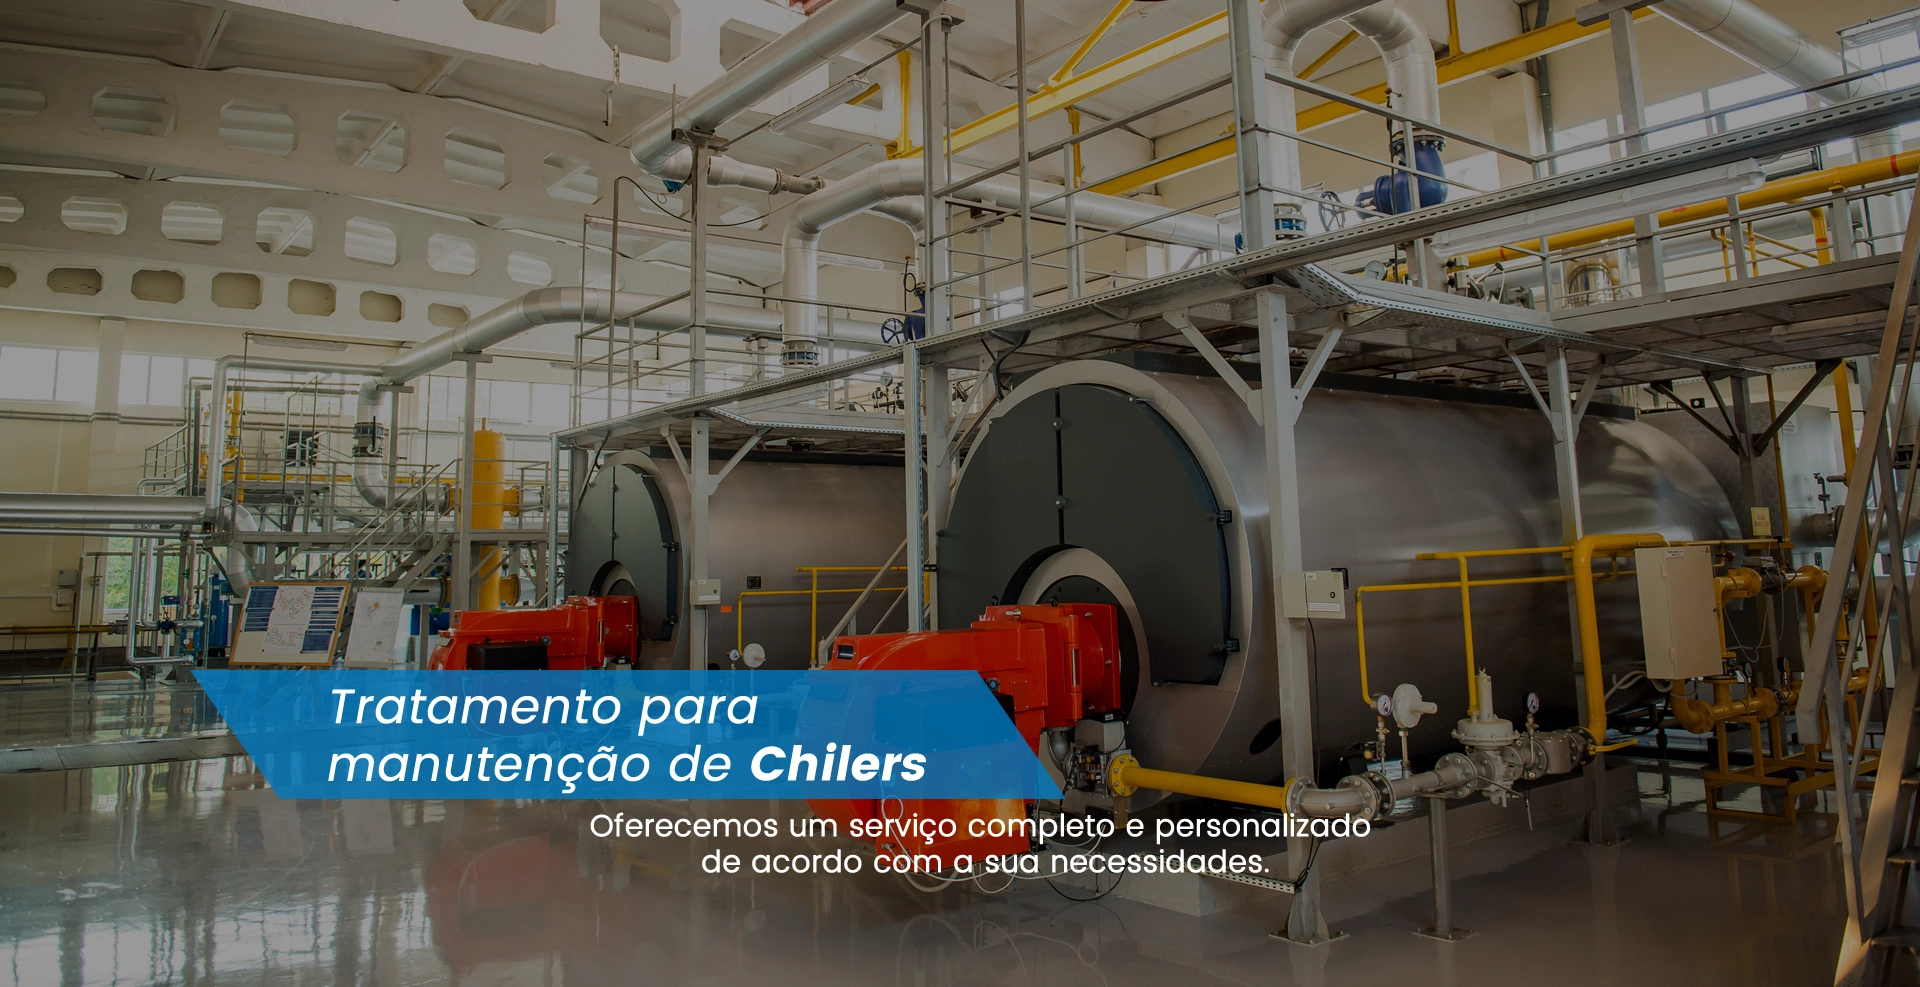 Tratamento para
manutenção de Chilers
Oferecemos um serviço completo e personalizado
de acordo com a sua necessidades.